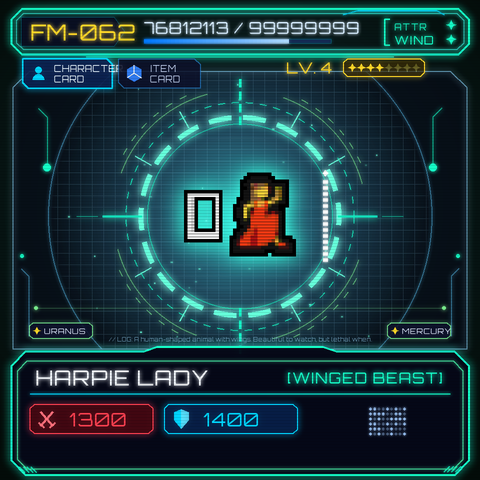 FM-062
76812113 / 99999999
ATTR
WIND
CHARACTER
CARD
ITEM
CARD
LV.4
URANUS
MERCURY
// LOG: A human-shaped animal with wings. Beautiful to watch, but lethal when
HARPIE LADY
[WINGED BEAST]
1300
1400